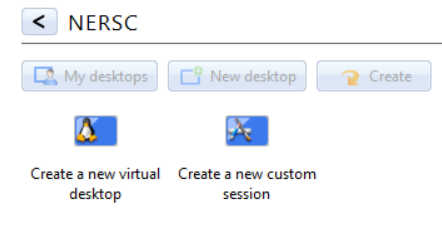 NERSC
My desktops New desktop Create
Create a new virtual desktop
Create a new custom session